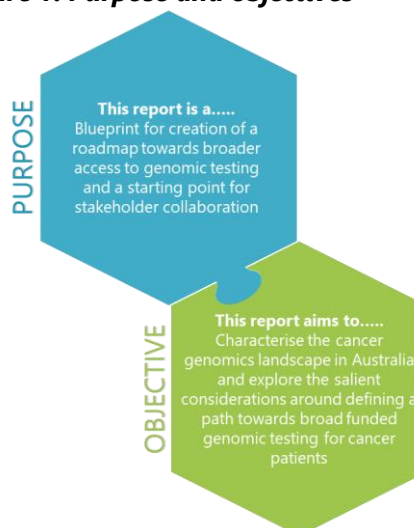 Purpose and objectives
PURPOSE
This report is a.....
Blueprint for creation of a
roadmap towards broader
access to genomic testing
and a starting point for
stakeholder collaboration
OBJECTIVE
This report aims to.....
Characterise the cancer
genomics landscape in Australia
and explore the salient
considerations around defining a
path towards broad funded
genomic testing for cancer
patients